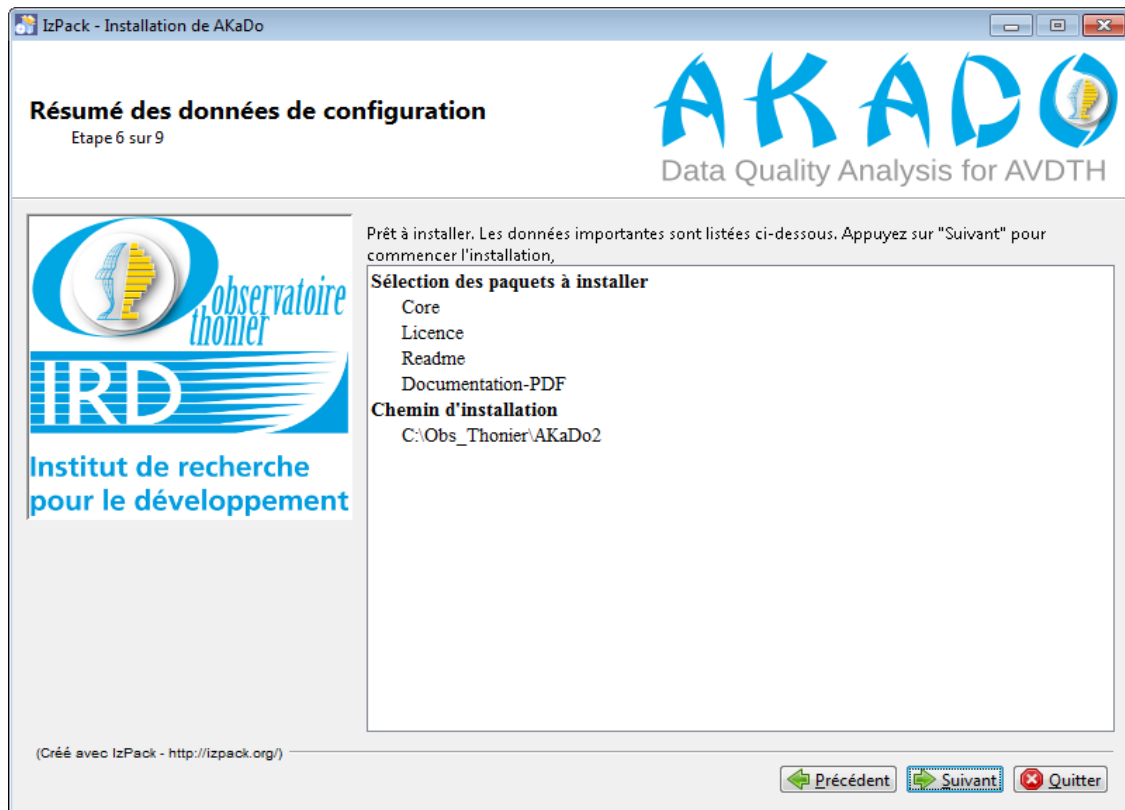 IzPack - Installation de AKaDo
Résumé des données de configuration
Etape 6 sur 9
AKADO
Data Quality Analysis for AVDTH
Observatoire
thonier
IRD
Institut de recherche
pour le développement
Prêt à installer. Les données importantes sont listées ci-dessous. Appuyez sur "Suivant" pour
commencer l'installation,
Sélection des paquets à installer
Core
Licence
Readme
Documentation-PDF
Chemin d'installation
C:\Obs_Thonier\AKaDo2
(Créé avec IzPack - http://izpack.org/)
Précédent
Suivant
Quitter